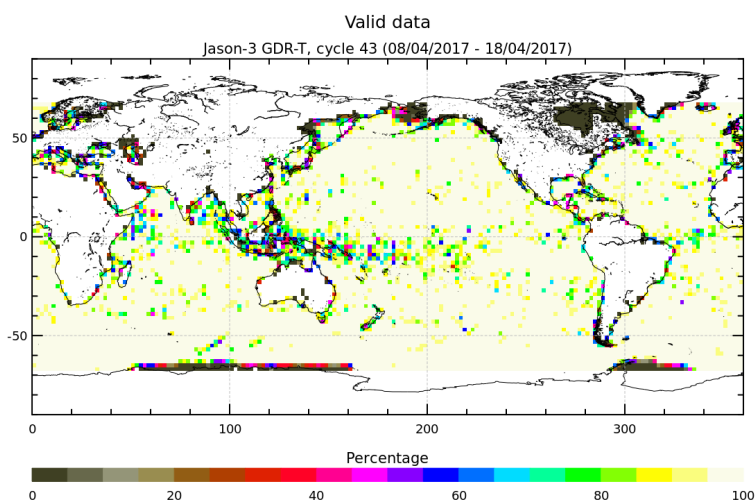 Valid data
Jason-3 GDR-T, cycle 43 (08/04/2017 - 18/04/2017)
50
0
-50
0 100 200 300
Percentage
0 20 40 60 80 100